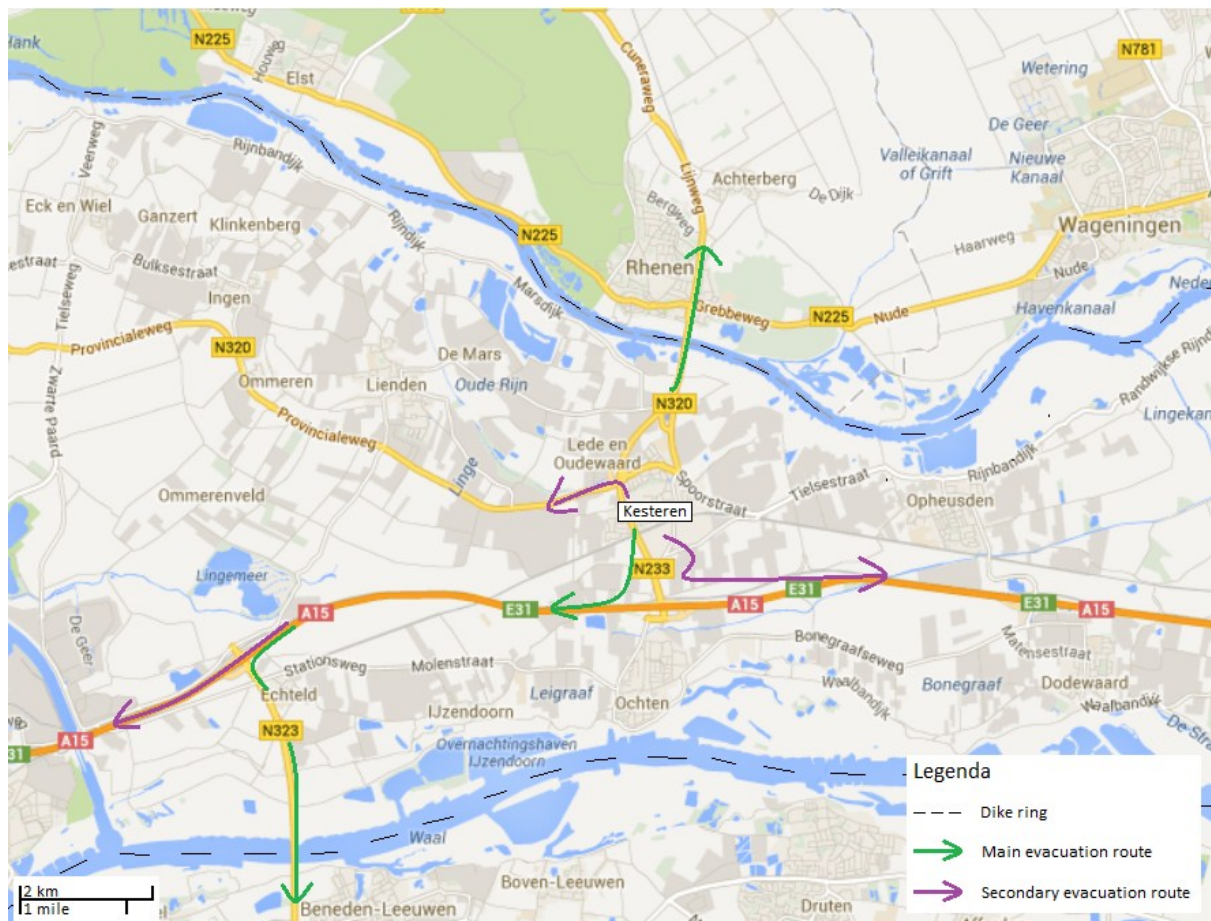 Hank
N225
Houweg
Elst
Cuneraweg
N781
Wetering
De Geer
Nieuwe
Kanaal
Valleikanaal
of Grift
Veerweg
Rijnbandijk
Lijnweg
Achterberg
De Dijk
Bergweg
Eck en Wiel
Ganzert
Klinkenberg
Rijndijk
N225
Wageningen
Haarweg
Nude
Rhenen
Bulksestraat
Tielseweg
Ingen
Marsdijk
Grebbeweg
N225
Nude
Havenkanaal
Provincialeweg
N320
De Mars
Ommeren
Lienden
Oude Rijn
N320
Randwijkse Rijndijk
Zwarte Paard
Provincialeweg
Lede en
Oudewaard
Linge
Spoorstraat
Tielsestraat
Rijnbandijk
Ommerenveld
Kesteren
Opheusden
N233
Lingemeer
E31
A15
E31
A15
E31
A15
De Geer
Stationsweg
Molenstraat
Bonegraafseweg
Matensestraat
Echteld
Leigraaf
Waalbandijk
Bonegraaf
Dodewaard
IJzendoorn
Ochten
Waalbandijk
N323
A15
E31
Overnachtingshaven
IJzendoorn
Waal
Legenda
Dike ring
Main evacuation route
Secondary evacuation route
2 km
1 mile
Boven-Leeuwen
Beneden-Leeuwen
Druten